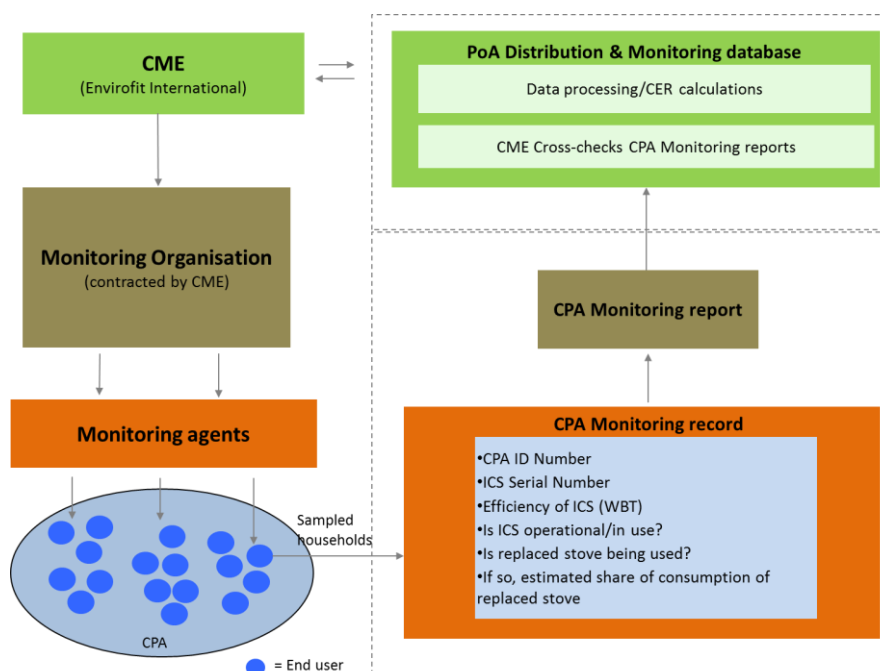 CME
(Envirofit International)
PoA Distribution & Monitoring database
Data processing/CER calculations
CME Cross-checks CPA Monitoring reports
Monitoring Organisation
(contracted by CME)
CPA Monitoring report
Monitoring agents
CPA Monitoring record
•CPA ID Number
•ICS Serial Number
•Efficiency of ICS (WBT)
•Is ICS operational/in use?
•Is replaced stove being used?
•If so, estimated share of consumption of
replaced stove
Sampled
households
CPA
= End user